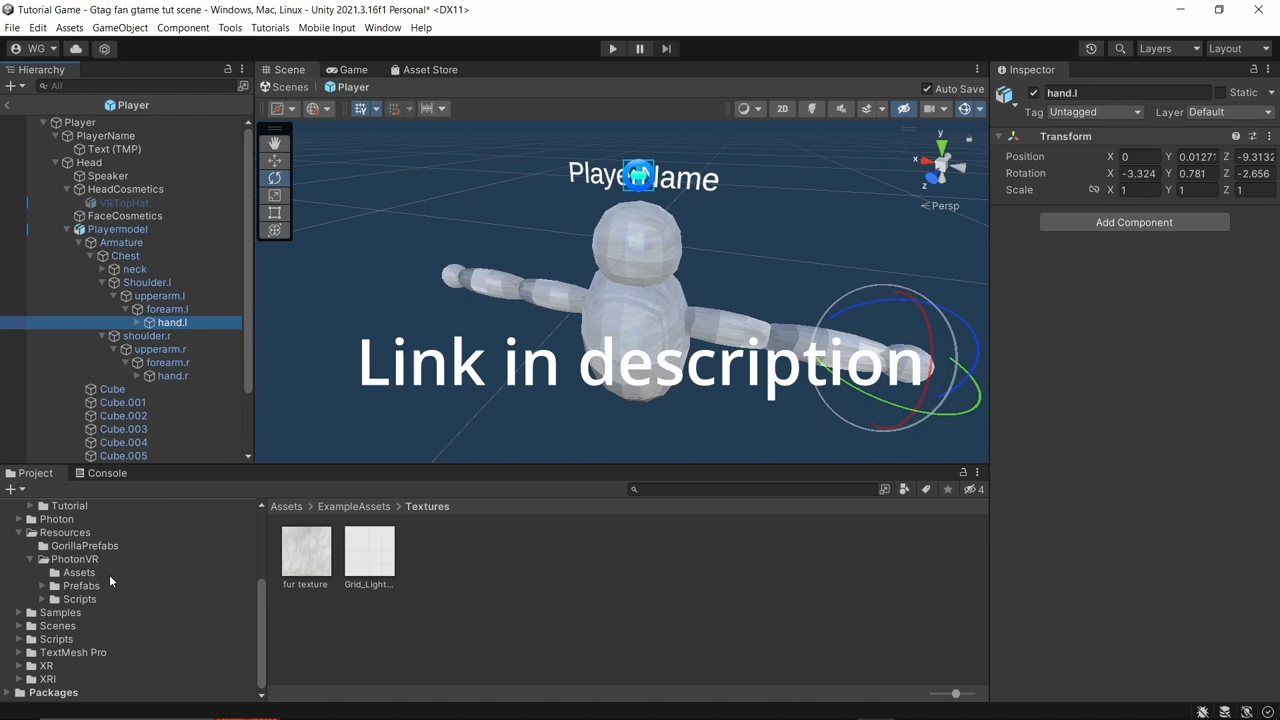 Tutorial Game - Gtag fan gtame tut scene - Windows, Mac, Linux - Unity 2021.3.16f1 Personal* <DX11>
File Edit Assets GameObject Component Tools Tutorials Mobile Input Window Help
WG Layers Layout
Hierarchy
All
Player
Player
PlayerName
Text (TMP)
Head
Speaker
HeadCosmetics
VRTopHat
FaceCosmetics
Playermodel
Armature
Chest
neck
Shoulder.l
upperarm.l
forearm.l
hand.l
shoulder.r
upperarm.r
forearm.r
hand.r
Cube
Cube.001
Cube.002
Cube.003
Cube.004
Cube.005
Scene Game Asset Store
Scenes Player Auto Save
2D
y
x
z
Persp
PlayerName
Link in description
Inspector
hand.l Static
Tag Untagged Layer Default
Transform
Position X 0 Y 0.0127 Z -9.3132
Rotation X -3.324 Y 0.781 Z -2.656
Scale X 1 Y 1 Z 1
Add Component
Project Console
4
Tutorial
Photon
Resources
GorillaPrefabs
PhotonVR
Assets
Prefabs
Scripts
Samples
Scenes
Scripts
TextMesh Pro
XR
XRI
Packages
Assets > ExampleAssets > Textures
fur texture Grid_Light...